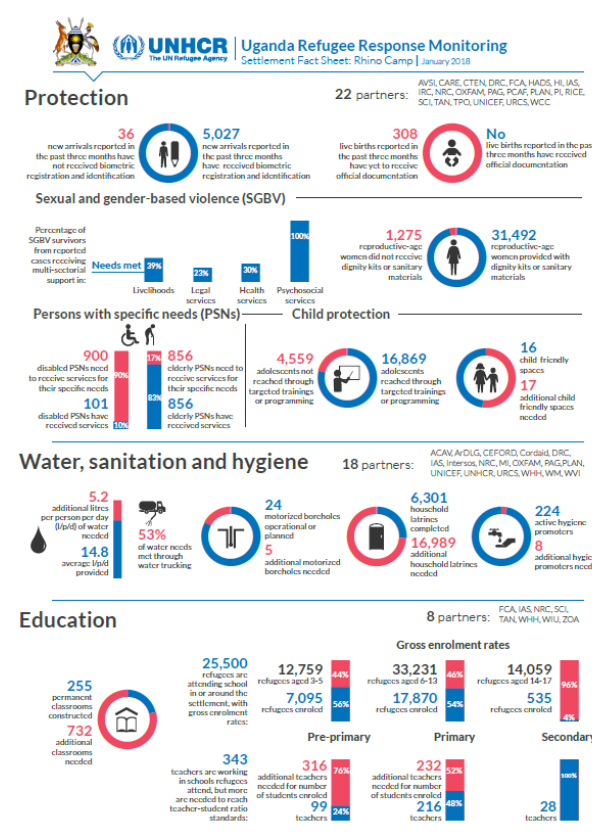 UNHCR
The UN Refugee Agency
Uganda Refugee Response Monitoring
Settlement Fact Sheet: Rhino Camp | January 2018
Protection
22 partners:
AVSI, CARE, CTEN, DRC, FCA, HADS, HI, IAS,
IRC, NRC, OXFAM, PAG, PCAF, PLAN, PI, RICE,
SCI, TAN, TPO, UNICEF, URCS, WCC
36
new arrivals reported in
the past three months have
not received biometric
registration and identification
5,027
new arrivals reported in
the past three months
have received biometric
registration and identification
308
live births reported in
the past three months
have yet to receive
official documentation
No
live births reported in the past
three months have received
official documentation
Sexual and gender-based violence (SGBV)
Percentage of
SGBV survivors
from reported
cases receiving
multi-sectorial
support in:
Needs met
39%
Livelihoods
23%
Legal
services
30%
Health
services
100%
Psychosocial
services
1,275
reproductive-age
women did not receive
dignity kits or sanitary
materials
31,492
reproductive-age
women provided with
dignity kits or sanitary
materials
Persons with specific needs (PSNs)
900
disabled PSNs need
to receive services for
their specific needs
101
disabled PSNs have
received services
90%
10%
17%
83%
856
elderly PSNs need to
receive services for
their specific needs
856
elderly PSNs have
received services
Child protection
4,559
adolescents not
reached through
targeted trainings
or programming
16,869
adolescents
reached through
targeted trainings
or programming
16
child friendly
spaces
17
additional child
friendly spaces
needed
Water, sanitation and hygiene
18 partners:
ACAV, ArDLG, CEFORD, Cordaid, DRC,
IAS, Intersos, NRC, MI, OXFAM, PAG,PLAN,
UNICEF, UNHCR, URCS, WHH, WM, WVI
5.2
additional litres
per person per day
(l/p/d) of water
needed
14.8
average l/p/d
provided
53%
of water needs
met through
water trucking
24
motorized boreholes
operational or
planned
5
additional motorized
boreholes needed
6,301
household
latrines
completed
16,989
additional
household latrines
needed
224
active hygiene
promoters
8
additional hygie
promoters need
Education
8 partners:
FCA, IAS, NRC, SCI,
TAN, WHH, WIU, ZOA
255
permanent
classrooms
constructed
732
additional
classrooms
needed
25,500
refugees are
attending school
in or around the
settlement, with
gross enrolment
rates:
Gross enrolment rates
12,759
refugees aged 3-5
7,095
refugees enroled
44%
56%
33,231
refugees aged 6-13
17,870
refugees enroled
46%
54%
14,059
refugees aged 14-17
535
refugees enroled
96%
4%
343
teachers are working
in schools refugees
attend, but more
are needed to reach
teacher-student ratio
standards:
Pre-primary
316
additional teachers
needed for number
of students enroled
99
teachers
76%
24%
Primary
232
additional teachers
needed for number
of students enroled
216
teachers
52%
48%
Secondary
100%
28
teachers